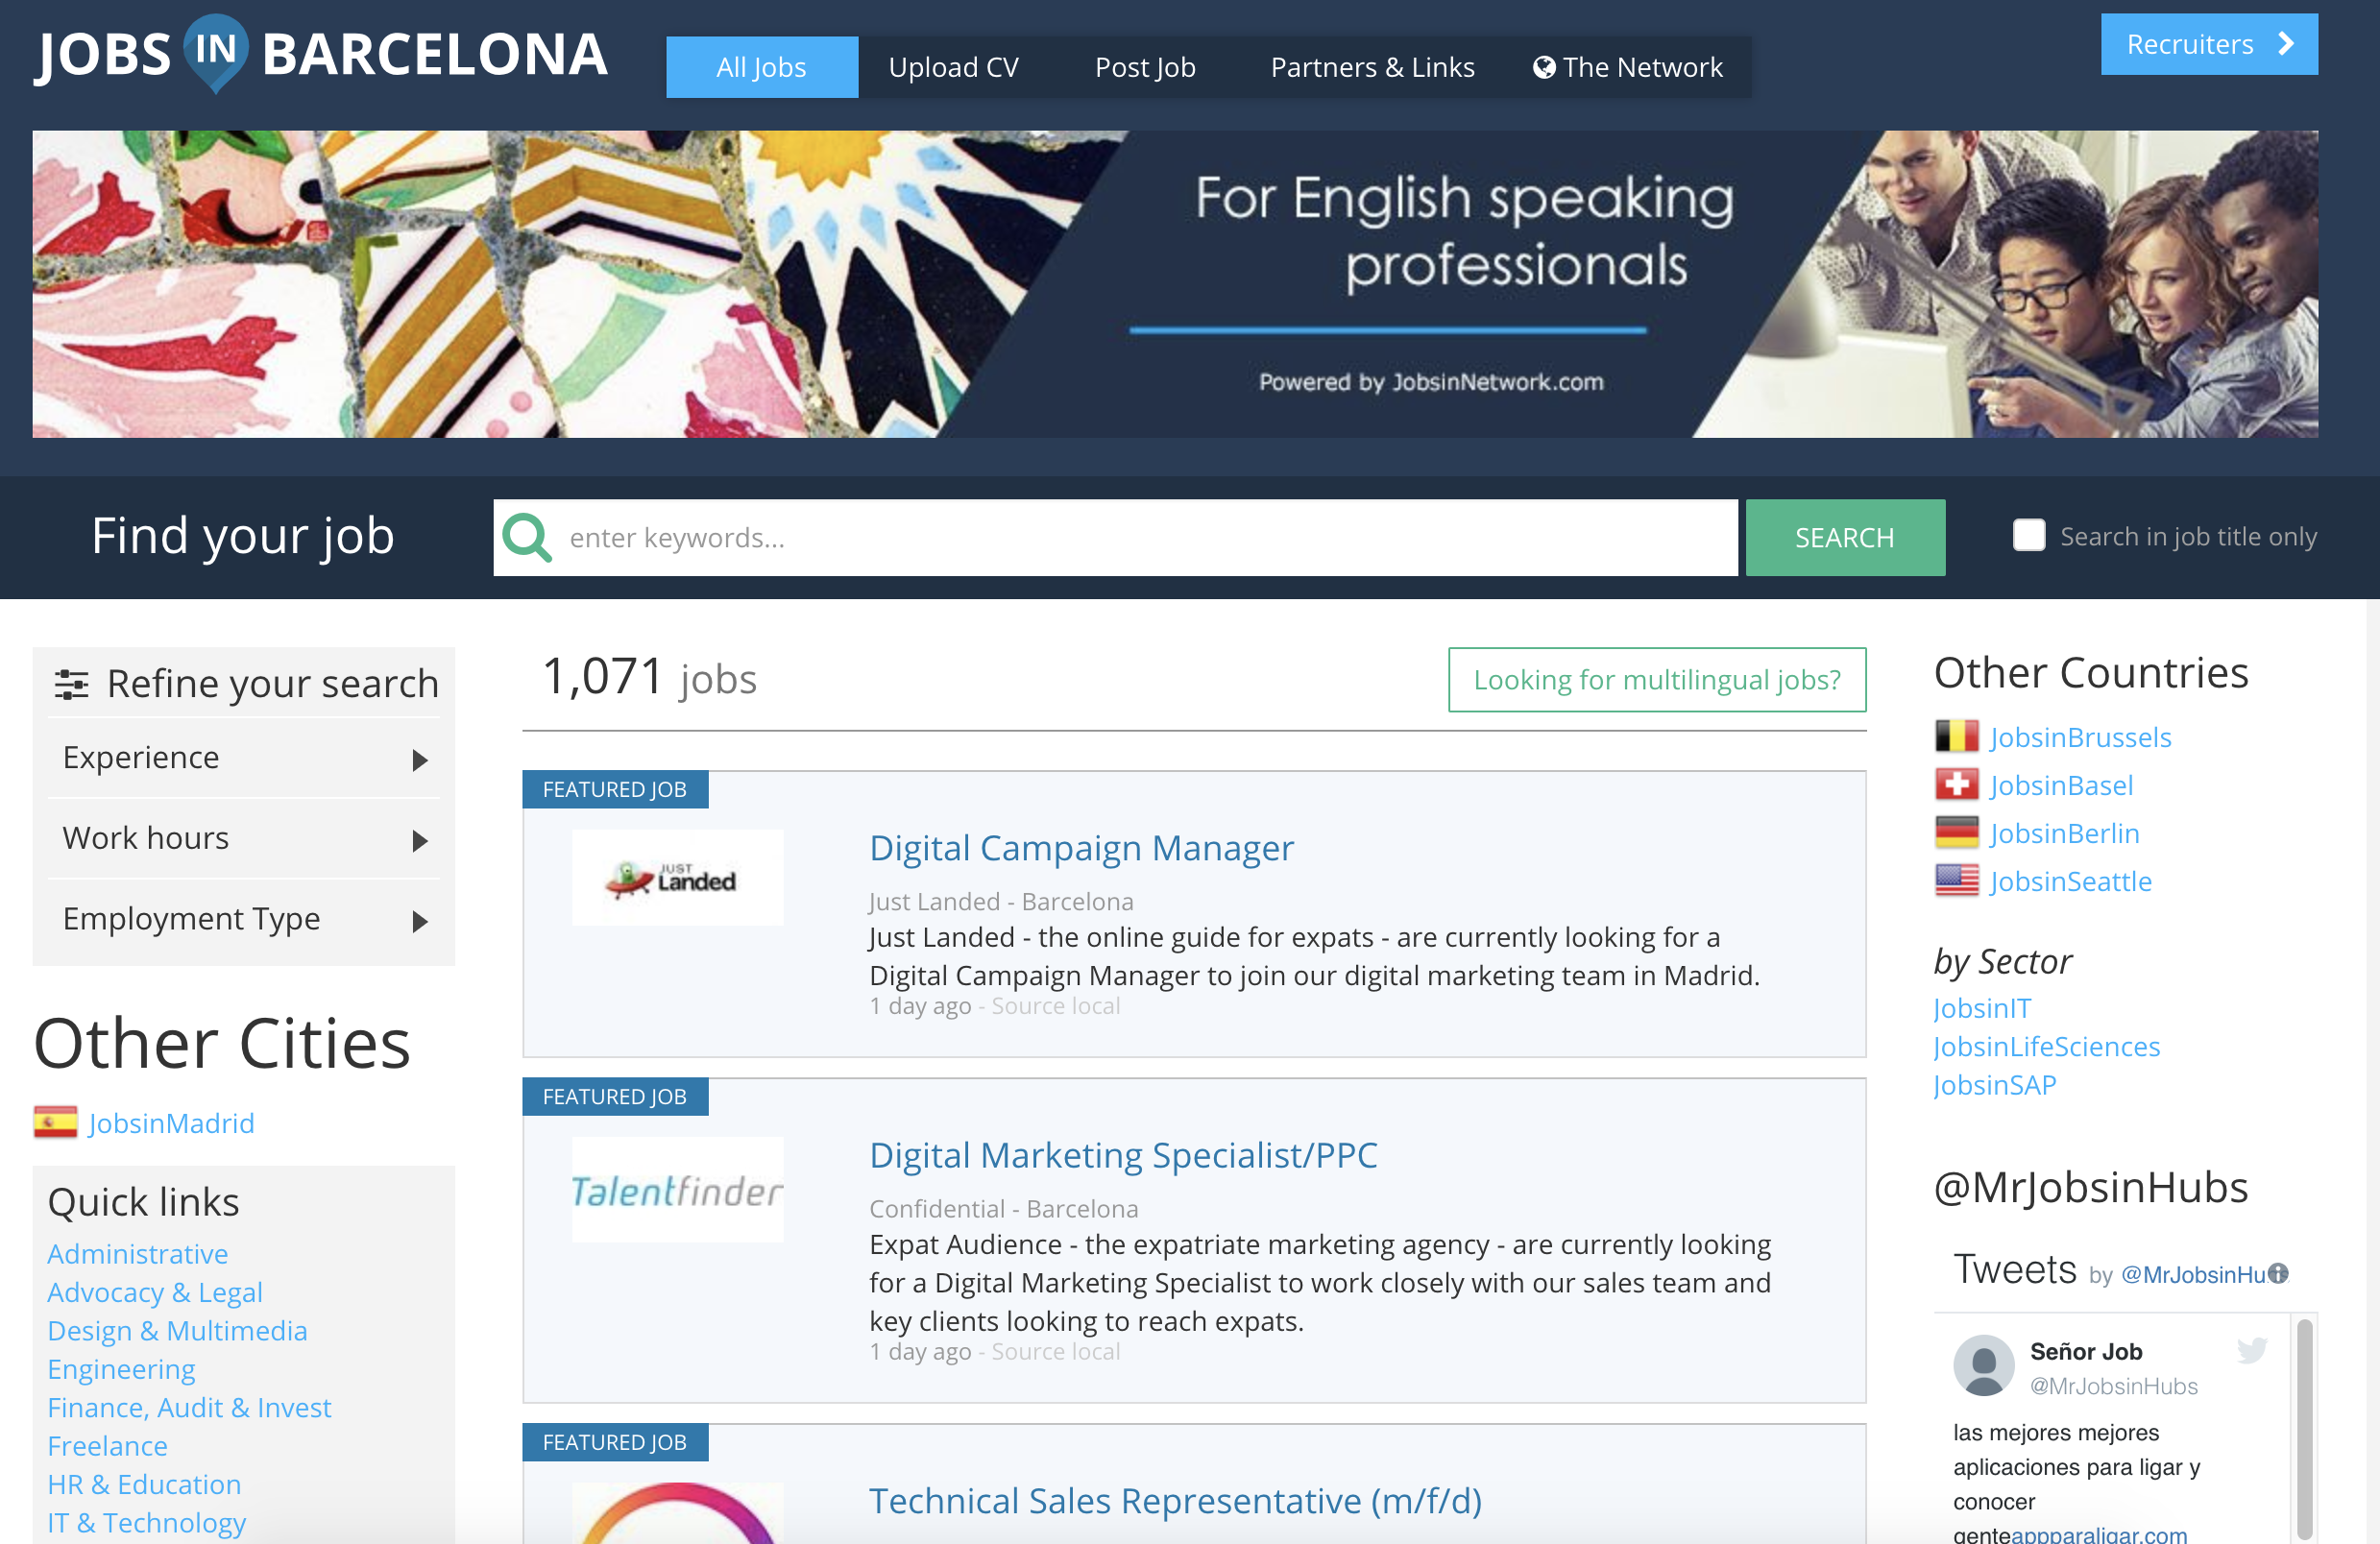 JOBS IN BARCELONA
All Jobs
Upload CV
Post Job
Partners & Links
The Network
Recruiters
For English speaking
professionals
Powered by JobsinNetwork.com
Find your job
enter keywords...
SEARCH
Search in job title only
Refine your search
Experience
Work hours
Employment Type
Other Cities
JobsinMadrid
Quick links
Administrative
Advocacy & Legal
Design & Multimedia
Engineering
Finance, Audit & Invest
Freelance
HR & Education
IT & Technology
1,071 jobs
Looking for multilingual jobs?
FEATURED JOB
JUST
Landed
Digital Campaign Manager
Just Landed - Barcelona
Just Landed - the online guide for expats - are currently looking for a
Digital Campaign Manager to join our digital marketing team in Madrid.
1 day ago - Source local
FEATURED JOB
Talentfinder
Digital Marketing Specialist/PPC
Confidential - Barcelona
Expat Audience - the expatriate marketing agency - are currently looking
for a Digital Marketing Specialist to work closely with our sales team and
key clients looking to reach expats.
1 day ago - Source local
FEATURED JOB
Technical Sales Representative (m/f/d)
Other Countries
JobsinBrussels
JobsinBasel
JobsinBerlin
JobsinSeattle
by Sector
JobsinIT
JobsinLifeSciences
JobsinSAP
@MrJobsinHubs
Tweets by @MrJobsinHubs
Señor Job
@MrJobsinHubs
las mejores mejores
aplicaciones para ligar y
conocer
genteappparaligar.com